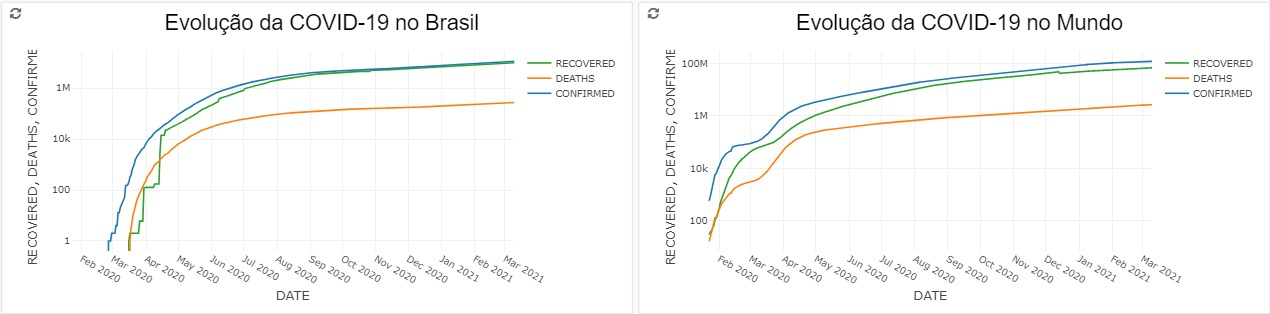 Evolução da COVID-19 no Brasil
RECOVERED, DEATHS, CONFIRME
1M
10k
100
1
Feb 2020
Mar 2020
Apr 2020
May 2020
Jun 2020
Jul 2020
Aug 2020
Sep 2020
Oct 2020
Nov 2020
Dec 2020
Jan 2021
Feb 2021
Mar 2021
DATE
RECOVERED
DEATHS
CONFIRMED
Evolução da COVID-19 no Mundo
RECOVERED, DEATHS, CONFIRME
100M
1M
10k
100
Feb 2020
Mar 2020
Apr 2020
May 2020
Jun 2020
Jul 2020
Aug 2020
Sep 2020
Oct 2020
Nov 2020
Dec 2020
Jan 2021
Feb 2021
Mar 2021
DATE
RECOVERED
DEATHS
CONFIRMED